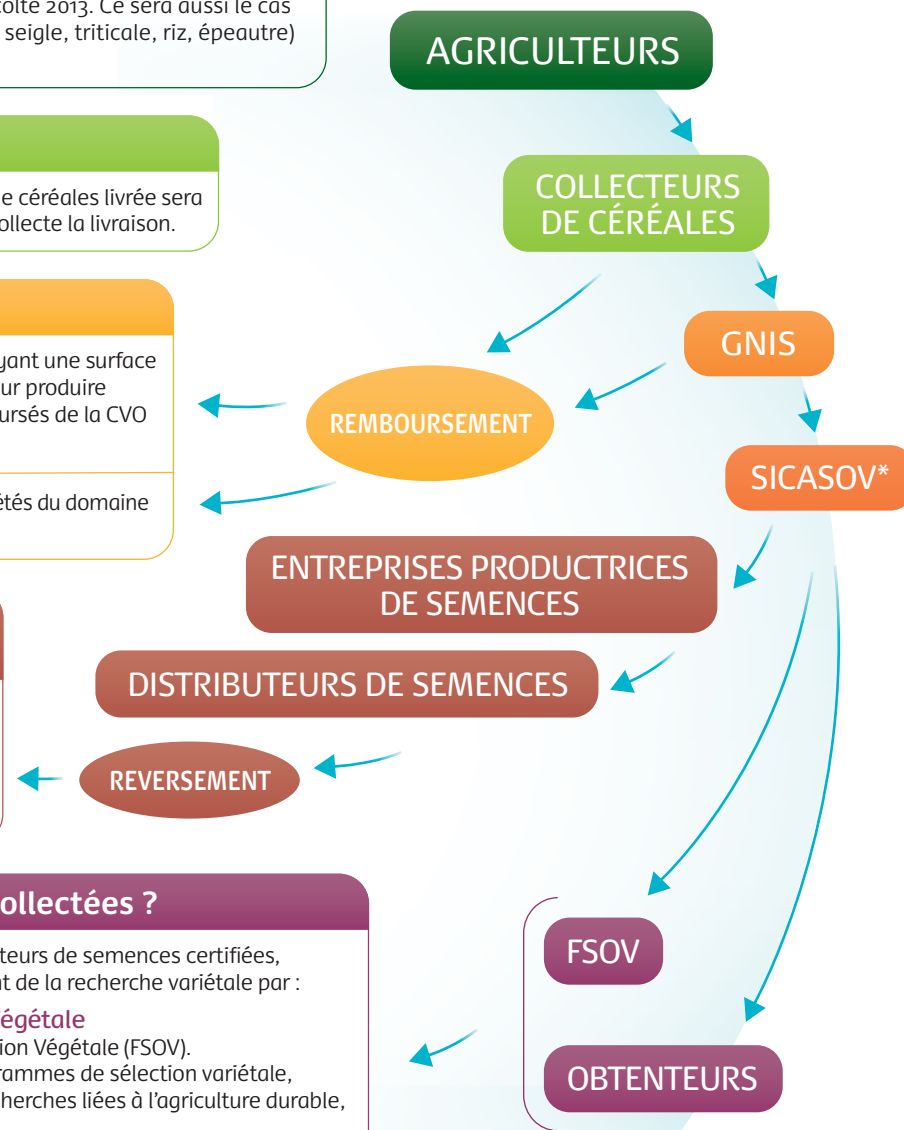 colte 2013. Ce sera aussi le cas
seigle, triticale, riz, épeautre)
AGRICULTEURS
COLLECTEURS
DE CÉRÉALES
e céréales livrée sera
ollecte la livraison.
GNIS
yant une surface
ur produire
ursés de la CVO
REMBOURSEMENT
SICASOV*
étés du domaine
ENTREPRISES PRODUCTRICES
DE SEMENCES
DISTRIBUTEURS DE SEMENCES
REVERSEMENT
ollectées ?
teurs de semences certifiées,
nt de la recherche variétale par :
égétale
ion Végétale (FSOV).
rammes de sélection variétale,
cherches liées à l'agriculture durable,
FSOV
OBTENTEURS